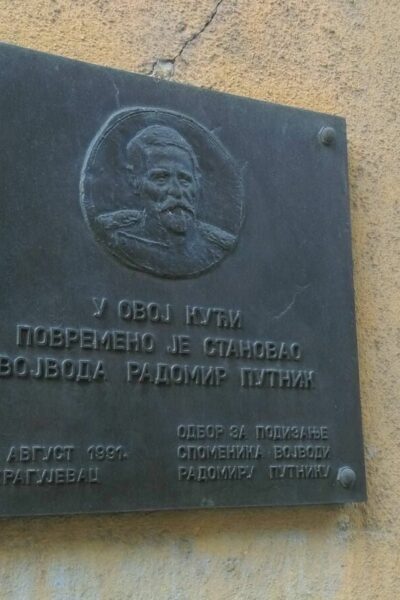 У ОВОЈ КУЋИ
ПОВРЕМЕНО ЈЕ СТАНОВАО
ВОЈВОДА РАДОМИР ПУТНИК
АВГУСТ 1991.
РАГУЈЕВАЦ
ОДБОР ЗА ПОДИЗАЊЕ
СПОМЕНИКА ВОЈВОДИ
РАДОМИРУ ПУТНИКУ